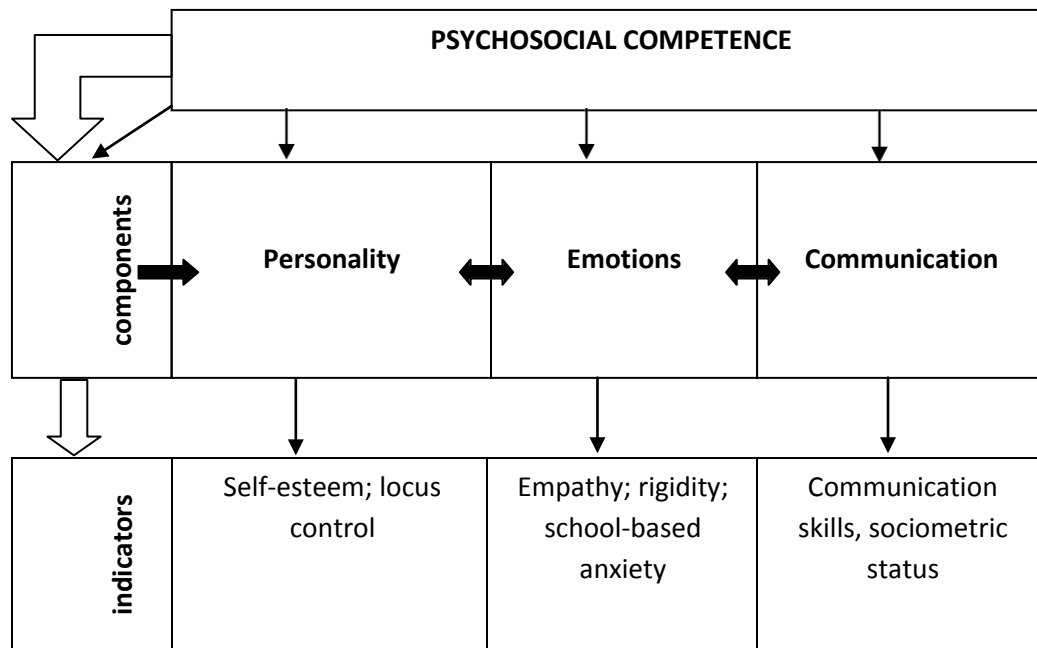 PSYCHOSOCIAL COMPETENCE
components
Personality
Emotions
Communication
indicators
Self-esteem; locus
control
Empathy; rigidity;
school-based
anxiety
Communication
skills, sociometric
status